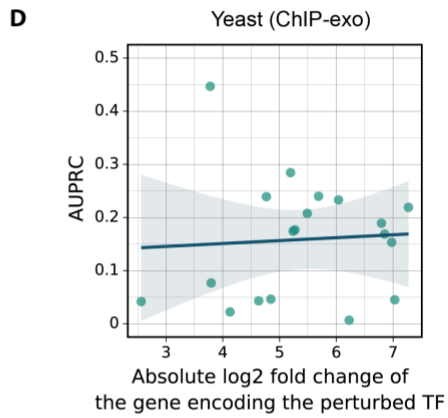 D
Yeast (ChIP-exo)
0.5
0.4
0.3
0.2
0.1
0
AUPRC
3 4 5 6 7
Absolute log2 fold change of
the gene encoding the perturbed TF